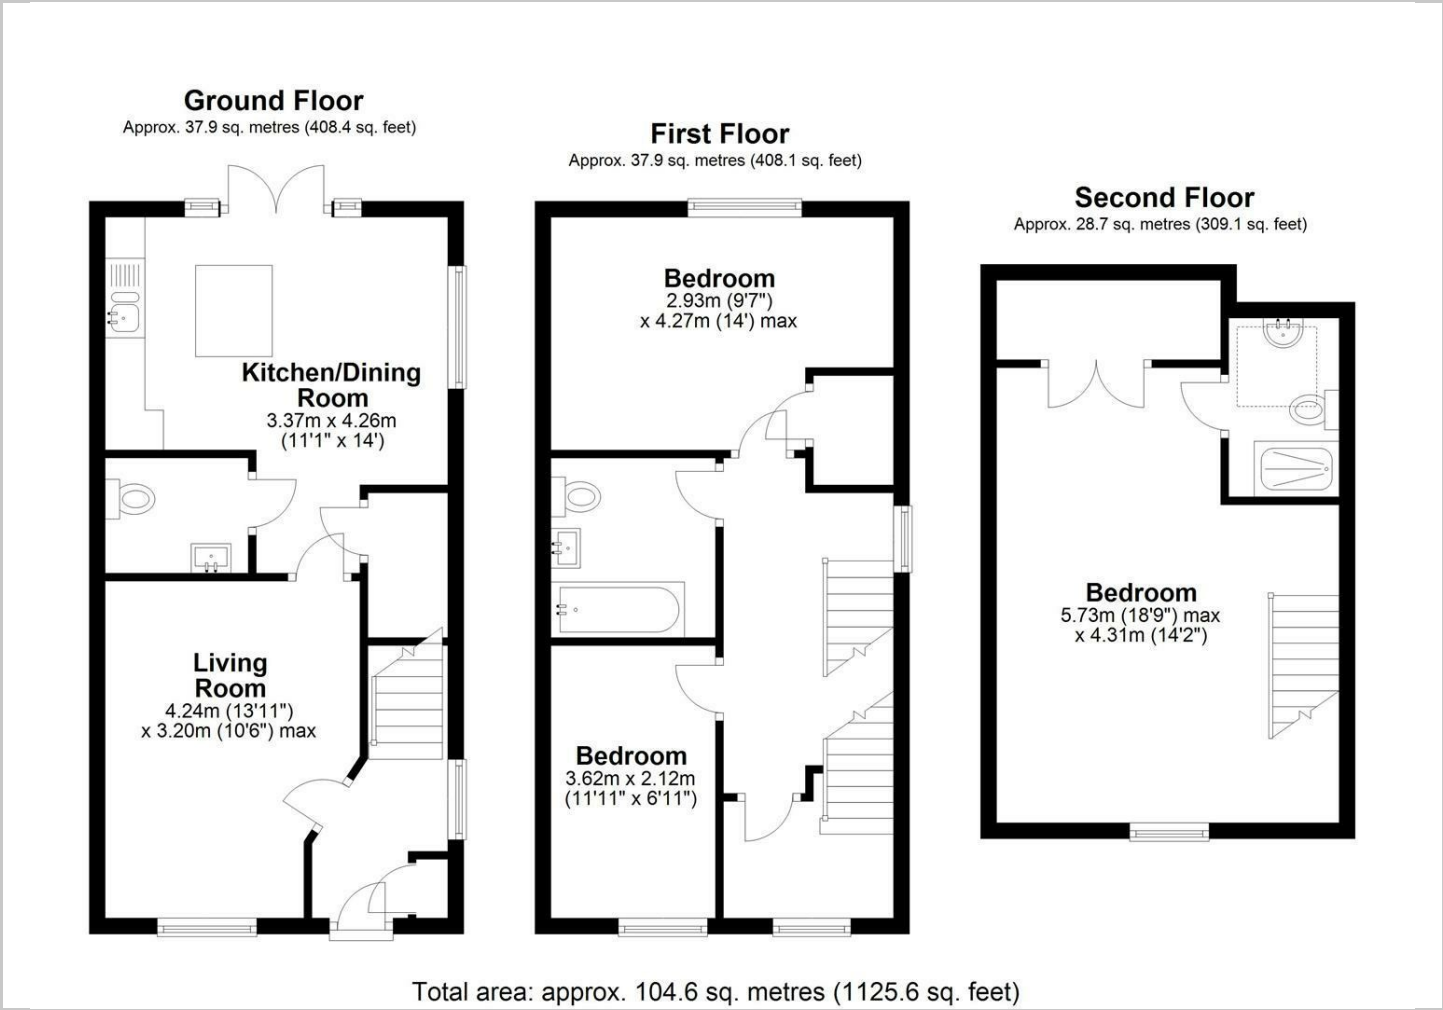 Ground Floor
Approx. 37.9 sq. metres (408.4 sq. feet)
Kitchen/Dining
Room
3.37m x 4.26m
(11'1" x 14')
Living
Room
4.24m (13'11")
x 3.20m (10'6") max
First Floor
Approx. 37.9 sq. metres (408.1 sq. feet)
Bedroom
2.93m (9'7")
x 4.27m (14') max
Bedroom
3.62m x 2.12m
(11'11" x 6'11")
Second Floor
Approx. 28.7 sq. metres (309.1 sq. feet)
Bedroom
5.73m (18'9") max
x 4.31m (14'2")
Total area: approx. 104.6 sq. metres (1125.6 sq. feet)